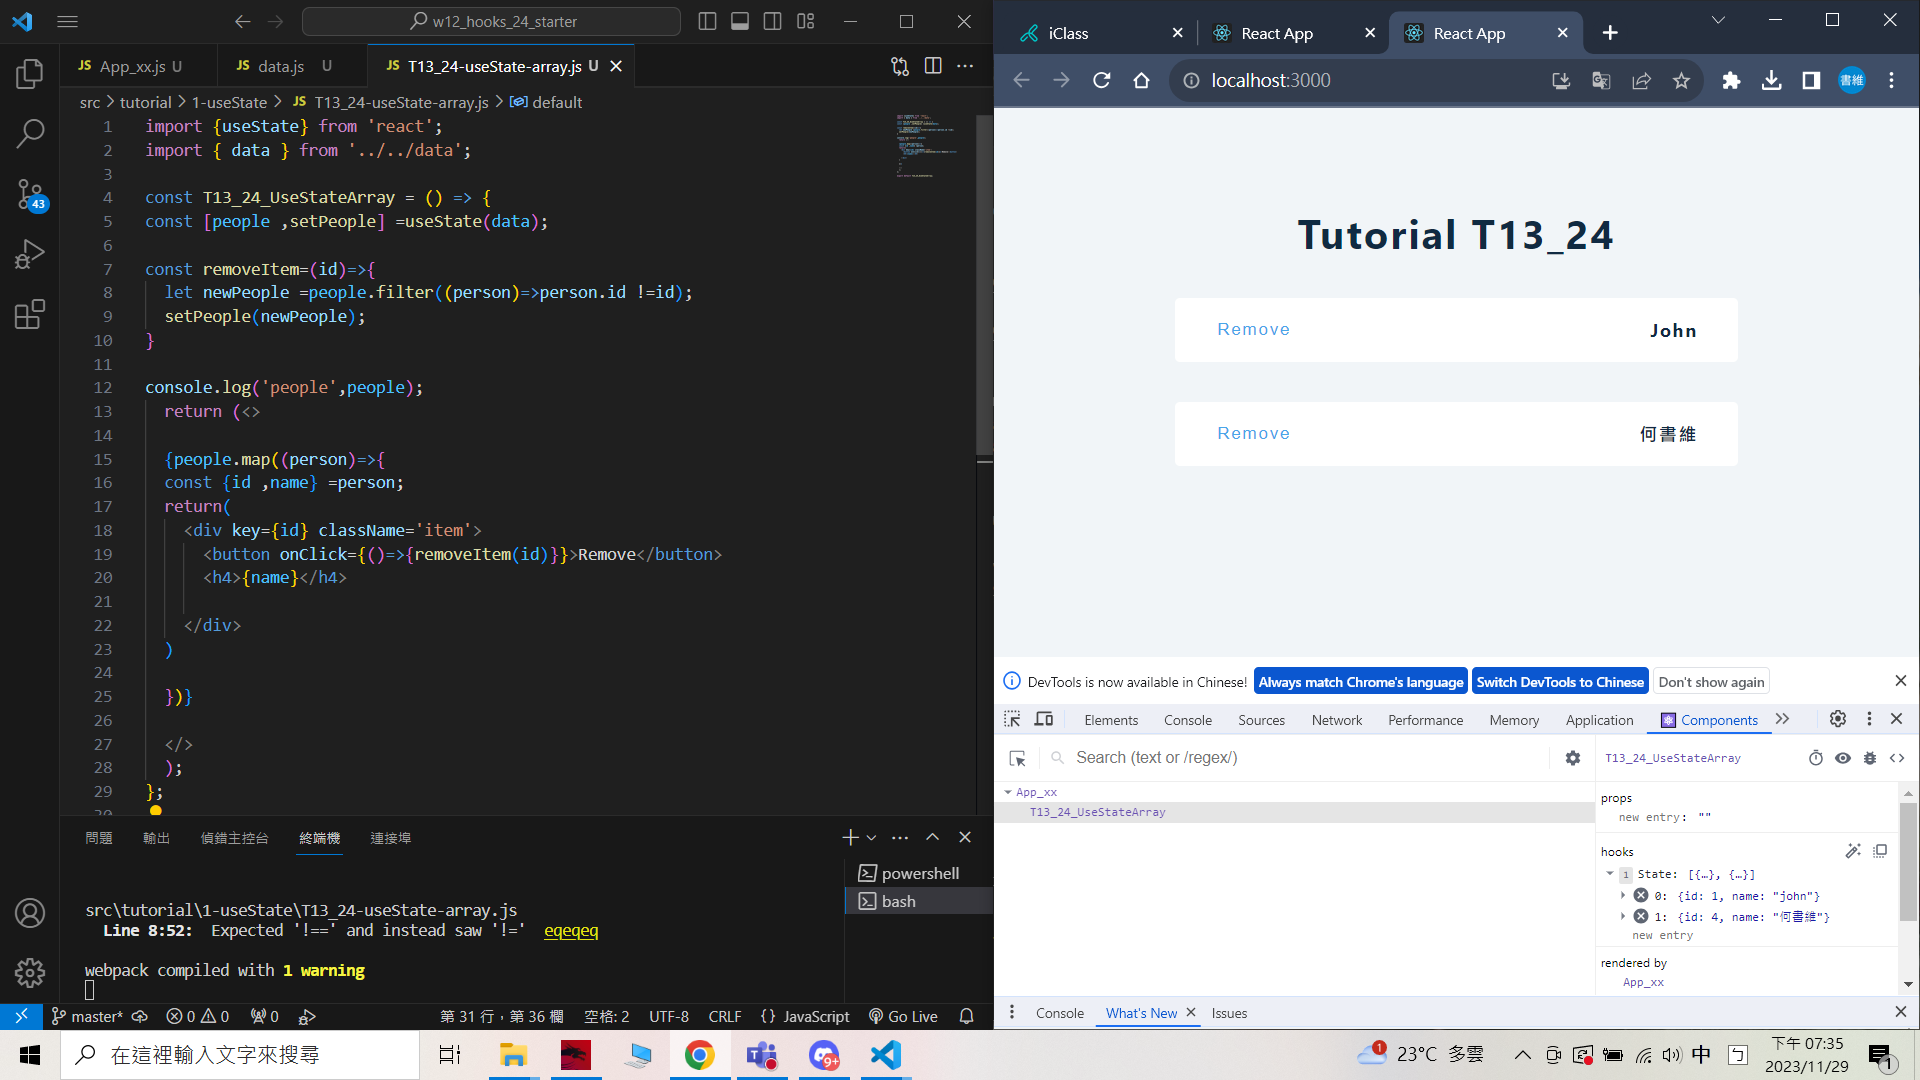 w12_hooks_24_starter
App_xx.js U
data.js U
T13_24-useState-array.js U
src > tutorial > 1-useState > T13_24-useState-array.js > default
1 import {useState} from 'react';
2 import { data } from '../../data';
3
4 const T13_24_UseStateArray = () => {
5 const [people ,setPeople] =useState(data);
6
7 const removeItem=(id)=>{
8 let newPeople =people.filter((person)=>person.id !=id);
9 setPeople(newPeople);
10 }
11
12 console.log('people',people);
13 return (<>
14
15 {people.map((person)=>{
16 const {id ,name} =person;
17 return(
18 <div key={id} className='item'>
19 <button onClick={()=>{removeItem(id)}}>Remove</button>
20 <h4>{name}</h4>
21
22 </div>
23 )
24
25 })}
26
27 </>
28 );
29 };
43
問題 輸出 偵錯主控台 終端機 連接埠
powershell
bash
src\tutorial\1-useState\T13_24-useState-array.js
Line 8:52: Expected '!==' and instead saw '!=' eqeqeq
webpack compiled with 1 warning
master* 0 0 0 第 31 行，第 36 欄 空格: 2 UTF-8 CRLF {} JavaScript Go Live
iClass
React App
React App
localhost:3000
書維
Tutorial T13_24
Remove John
Remove 何書維
DevTools is now available in Chinese! Always match Chrome's language Switch DevTools to Chinese Don't show again
Elements Console Sources Network Performance Memory Application Components
Search (text or /regex/)
App_xx
T13_24_UseStateArray
T13_24_UseStateArray
props
new entry: ""
hooks
1 State: [{…}, {…}]
0: {id: 1, name: "john"}
1: {id: 4, name: "何書維"}
new entry
rendered by
App_xx
Console What's New Issues
在這裡輸入文字來搜尋
9+
1
23°C 多雲
中
ㄅ
下午 07:35
2023/11/29
1